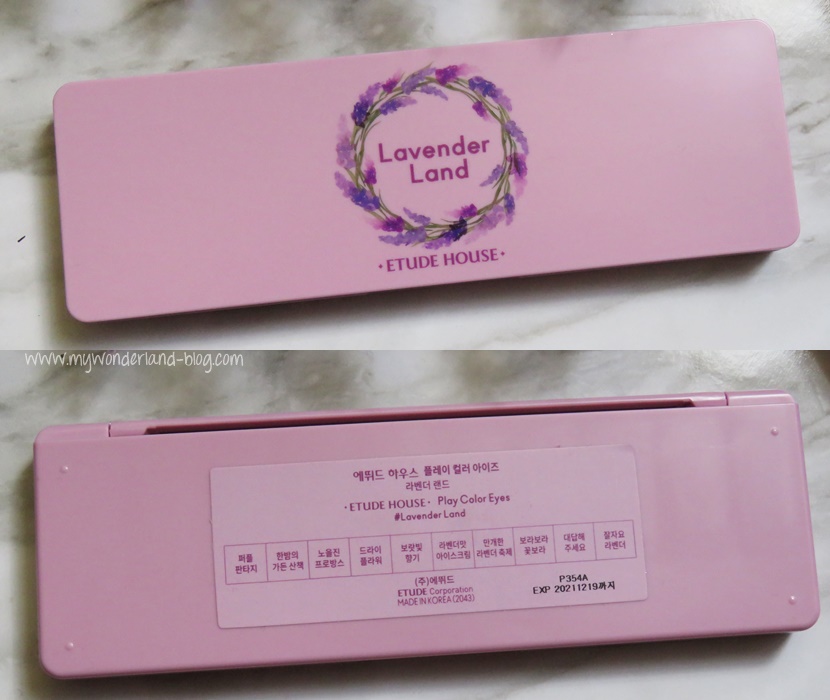 Lavender
Land
·ETUDE HOUSE·
www.mywonderland-blog.com
에뛰드 하우스 플레이 컬러 아이즈
라벤더 랜드
·ETUDE HOUSE· Play Color Eyes
#Lavender Land
퍼플
판타지
한밤의
가든 산책
노을진
프로방스
드라이
플라워
보랏빛
향기
라벤더맛
아이스크림
만개한
라벤더 축제
보라보라
꽃보라
대답해
주세요
잘자요
라벤더
(주)에뛰드
ETUDE Corporation
MADE IN KOREA (2043)
P354A
EXP 20211219까지